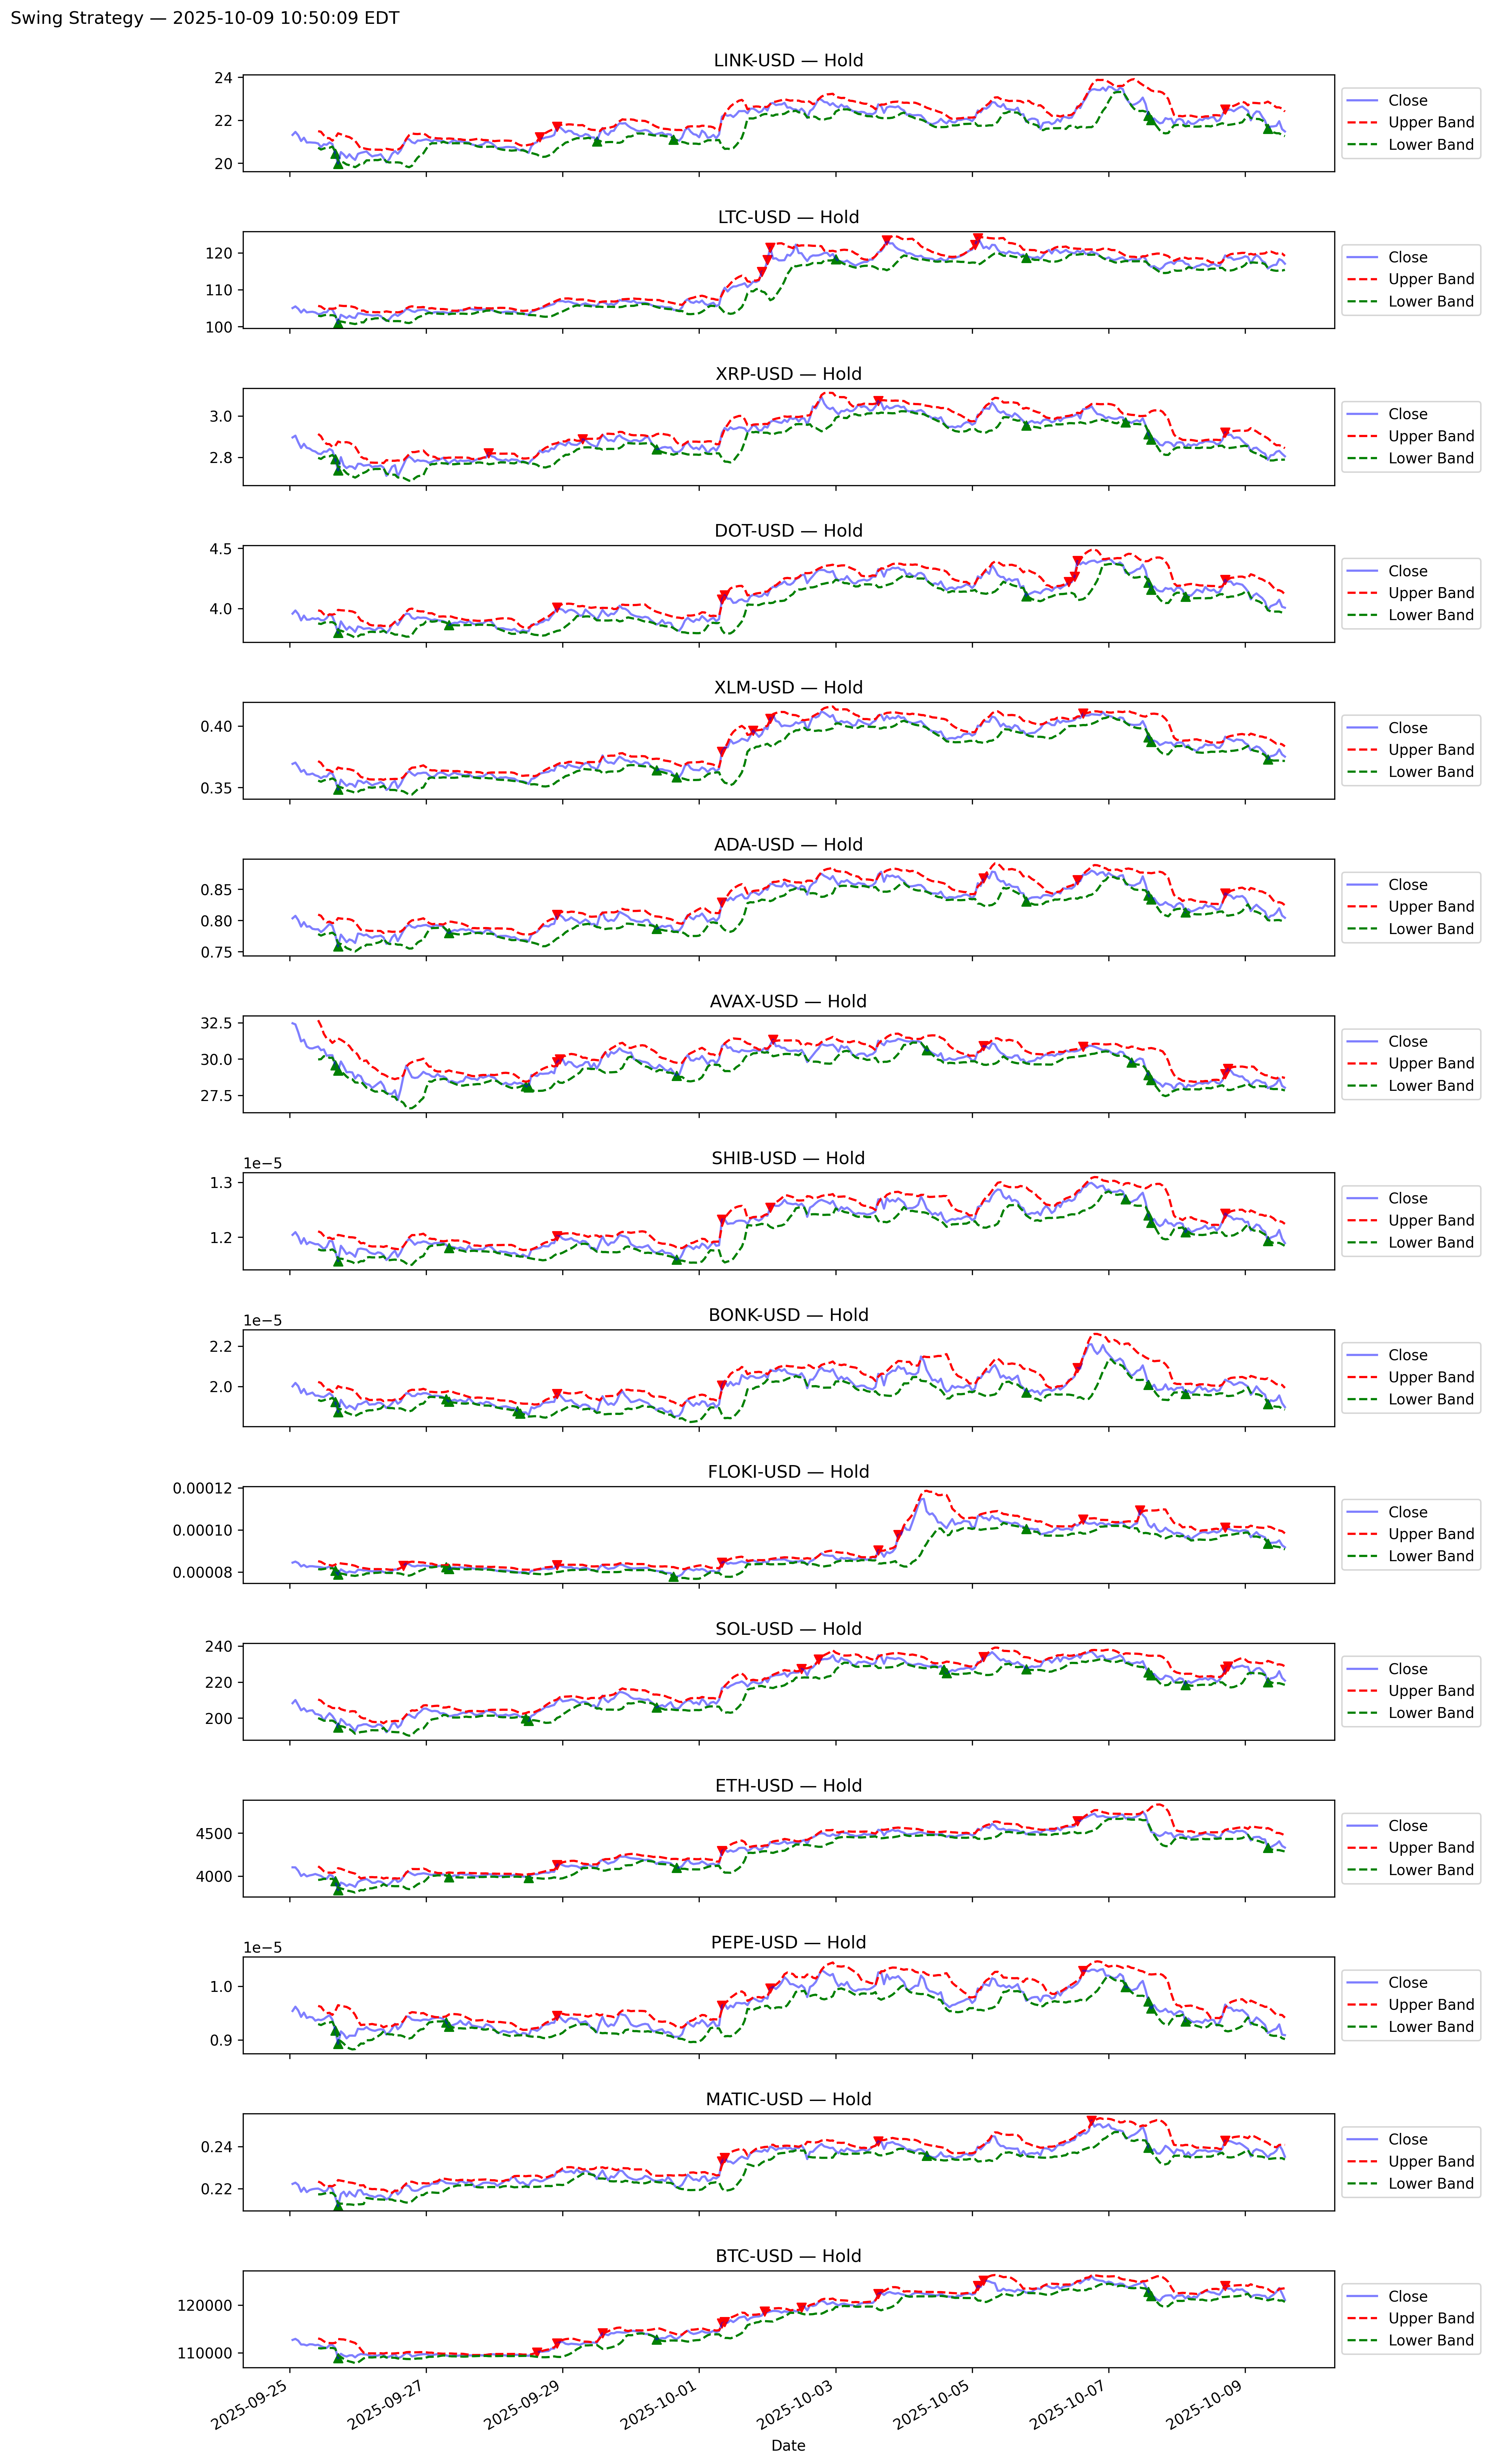 Swing Strategy — 2025-10-09 10:50:09 EDT
LINK-USD — Hold
24
22
20
Close
Upper Band
Lower Band
LTC-USD — Hold
120
110
100
Close
Upper Band
Lower Band
XRP-USD — Hold
3.0
2.8
Close
Upper Band
Lower Band
DOT-USD — Hold
4.5
4.0
Close
Upper Band
Lower Band
XLM-USD — Hold
0.40
0.35
Close
Upper Band
Lower Band
ADA-USD — Hold
0.85
0.80
0.75
Close
Upper Band
Lower Band
AVAX-USD — Hold
32.5
30.0
27.5
Close
Upper Band
Lower Band
SHIB-USD — Hold
1e−5
1.3
1.2
Close
Upper Band
Lower Band
BONK-USD — Hold
1e−5
2.2
2.0
Close
Upper Band
Lower Band
FLOKI-USD — Hold
0.00012
0.00010
0.00008
Close
Upper Band
Lower Band
SOL-USD — Hold
240
220
200
Close
Upper Band
Lower Band
ETH-USD — Hold
4500
4000
Close
Upper Band
Lower Band
PEPE-USD — Hold
1e−5
1.0
0.9
Close
Upper Band
Lower Band
MATIC-USD — Hold
0.24
0.22
Close
Upper Band
Lower Band
BTC-USD — Hold
120000
110000
Close
Upper Band
Lower Band
2025-09-25
2025-09-27
2025-09-29
2025-10-01
2025-10-03
2025-10-05
2025-10-07
2025-10-09
Date